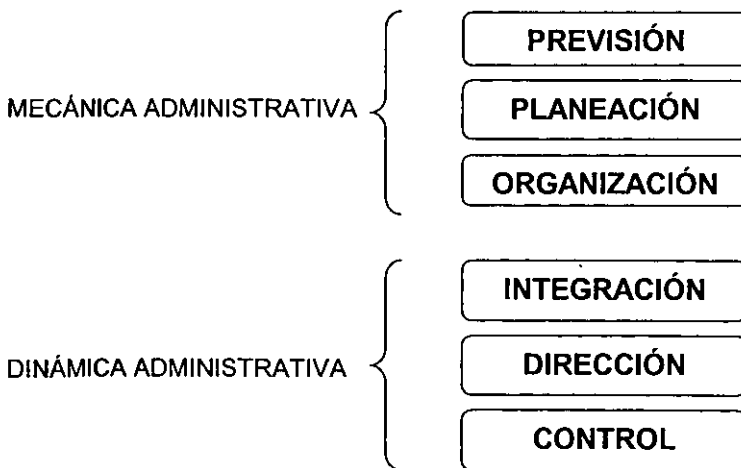 MECÁNICA ADMINISTRATIVA
PREVISIÓN
PLANEACIÓN
ORGANIZACIÓN
DINÁMICA ADMINISTRATIVA
INTEGRACIÓN
DIRECCIÓN
CONTROL